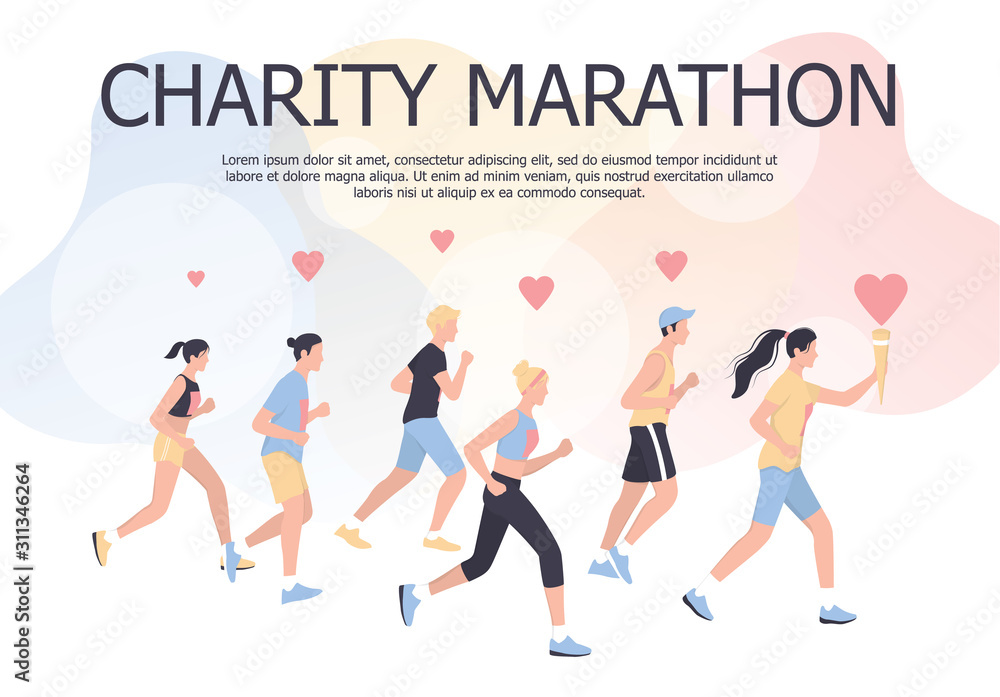 CHARITY MARATHON
Lorem ipsum dolor sit amet, consectetur adipiscing elit, sed do eiusmod tempor incididunt ut
labore et dolore magna aliqua. Ut enim ad minim veniam, quis nostrud exercitation ullamco
laboris nisi ut aliquip ex ea commodo consequat.
Adobe Stock | #311346264